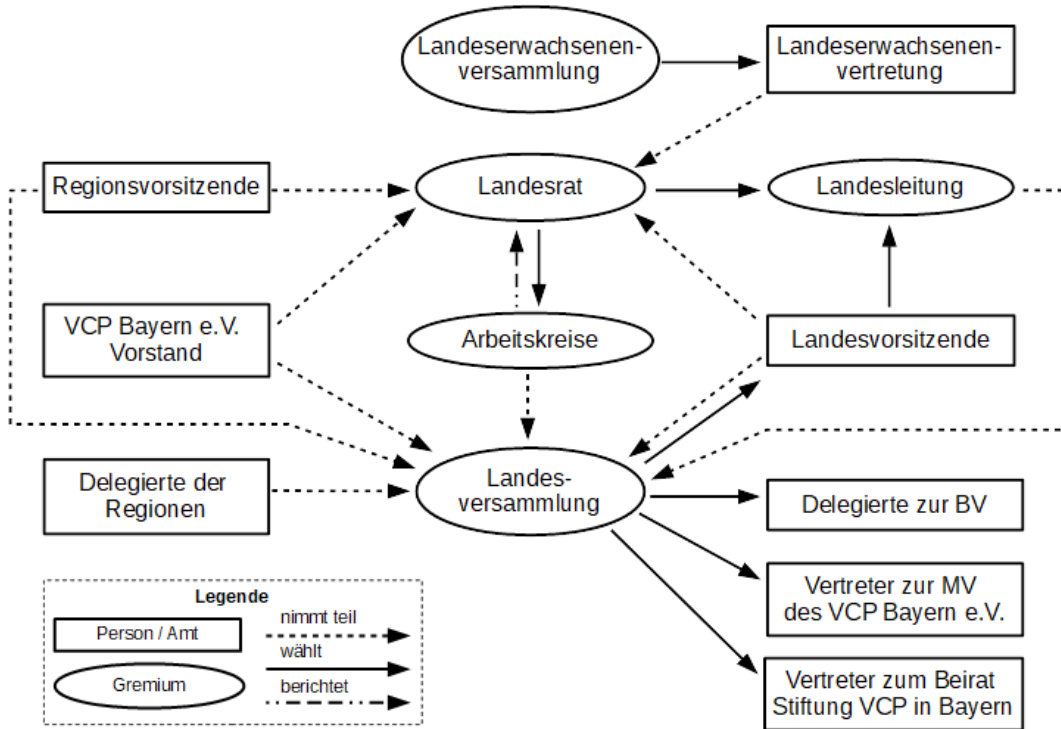 Landeserwachsenen-
versammlung
Landeserwachsenen-
vertretung
Regionsvorsitzende
Landesrat
Landesleitung
VCP Bayern e.V.
Vorstand
Arbeitskreise
Landesvorsitzende
Delegierte der
Regionen
Landes-
versammlung
Delegierte zur BV
Vertreter zur MV
des VCP Bayern e.V.
Vertreter zum Beirat
Stiftung VCP in Bayern
Legende
Person / Amt
nimmt teil
wählt
Gremium
berichtet